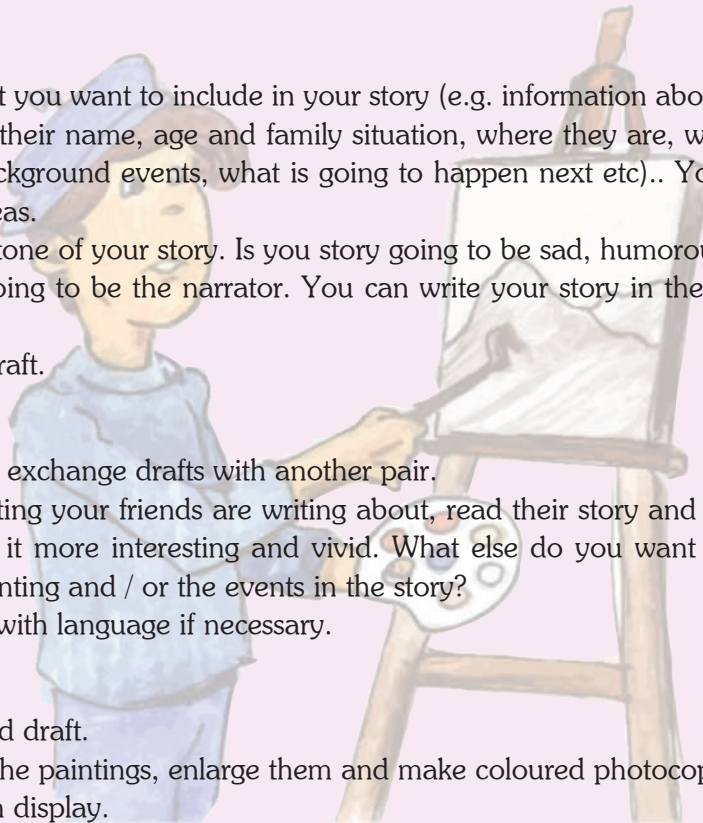 t you want to include in your story (e.g. information abo
their name, age and family situation, where they are, w
ckground events, what is going to happen next etc).. Yo
eas.
tone of your story. Is you story going to be sad, humorou
oing to be the narrator. You can write your story in the
raft.
exchange drafts with another pair.
ting your friends are writing about, read their story and
it more interesting and vivid. What else do you want
nting and / or the events in the story?
with language if necessary.
d draft.
he paintings, enlarge them and make coloured photocop
n display.